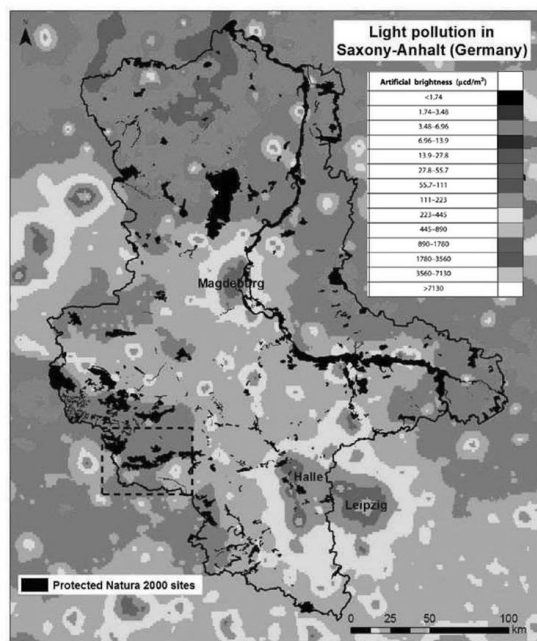 N
Light pollution in
Saxony-Anhalt (Germany)
Artificial brightness (μcd/m²)
<1.74
1.74–3.48
3.48–6.96
6.96–13.9
13.9–27.8
27.8–55.7
55.7–111
111–223
223–445
445–890
890–1780
1780–3560
3560–7130
>7130
Magdeburg
Halle
Leipzig
Protected Natura 2000 sites
0 25 50 100
km